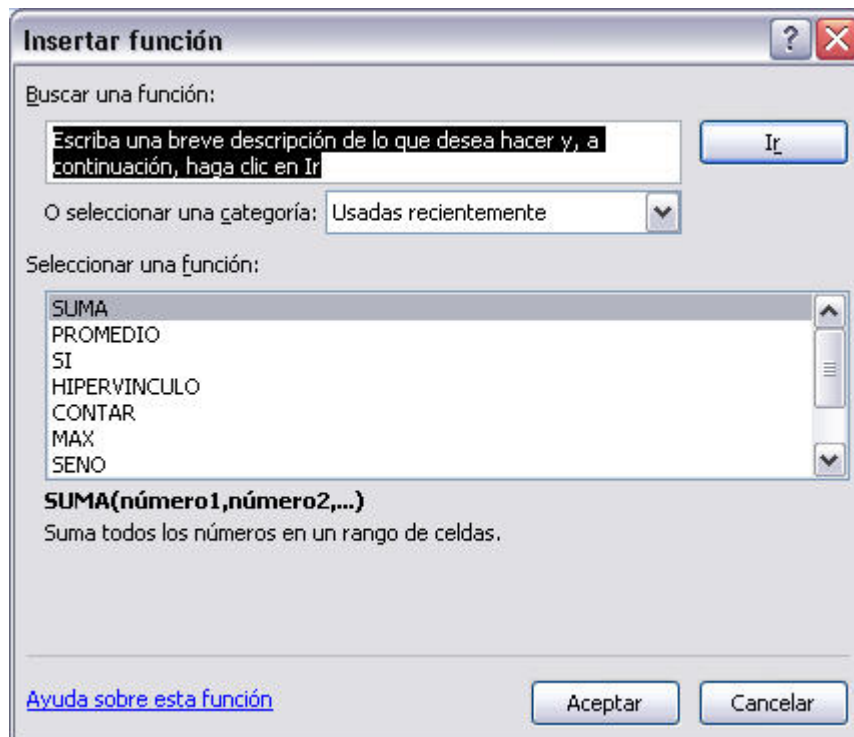 Insertar función
Buscar una función:
Escriba una breve descripción de lo que desea hacer y, a
continuación, haga clic en Ir
Ir
O seleccionar una categoría: Usadas recientemente
Seleccionar una función:
SUMA
PROMEDIO
SI
HIPERVINCULO
CONTAR
MAX
SENO
SUMA(número1,número2,...)
Suma todos los números en un rango de celdas.
Ayuda sobre esta función
Aceptar
Cancelar